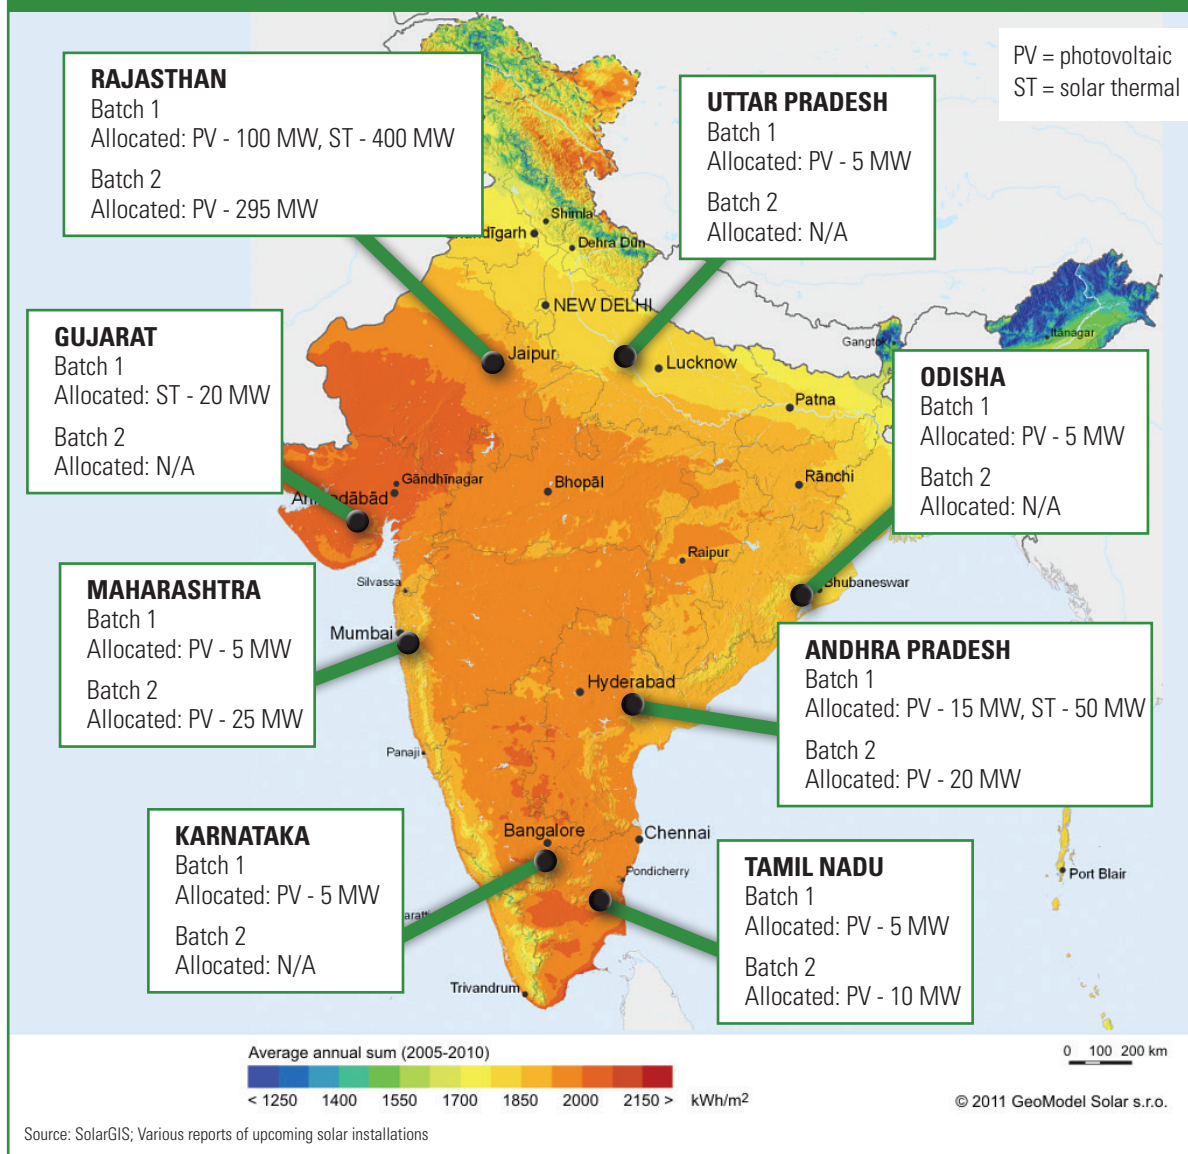 PV = photovoltaic
ST = solar thermal
RAJASTHAN
Batch 1
Allocated: PV - 100 MW, ST - 400 MW
Batch 2
Allocated: PV - 295 MW
UTTAR PRADESH
Batch 1
Allocated: PV - 5 MW
Batch 2
Allocated: N/A
GUJARAT
Batch 1
Allocated: ST - 20 MW
Batch 2
Allocated: N/A
ODISHA
Batch 1
Allocated: PV - 5 MW
Batch 2
Allocated: N/A
MAHARASHTRA
Batch 1
Allocated: PV - 5 MW
Batch 2
Allocated: PV - 25 MW
ANDHRA PRADESH
Batch 1
Allocated: PV - 15 MW, ST - 50 MW
Batch 2
Allocated: PV - 20 MW
KARNATAKA
Batch 1
Allocated: PV - 5 MW
Batch 2
Allocated: N/A
TAMIL NADU
Batch 1
Allocated: PV - 5 MW
Batch 2
Allocated: PV - 10 MW
Shimla
Dehra Dūn
NEW DELHI
Jaipur
Lucknow
Gangtok
Itānagar
Patna
Gāndhīnagar
Bhopāl
Rānchi
Raipur
Silvassa
Bhubaneswar
Mumbai
Hyderabad
Panaji
Bangalore
Chennai
Pondicherry
Port Blair
Trivandrum
Average annual sum (2005-2010)
< 1250 1400 1550 1700 1850 2000 2150 > kWh/m²
0 100 200 km
© 2011 GeoModel Solar s.r.o.
Source: SolarGIS; Various reports of upcoming solar installations